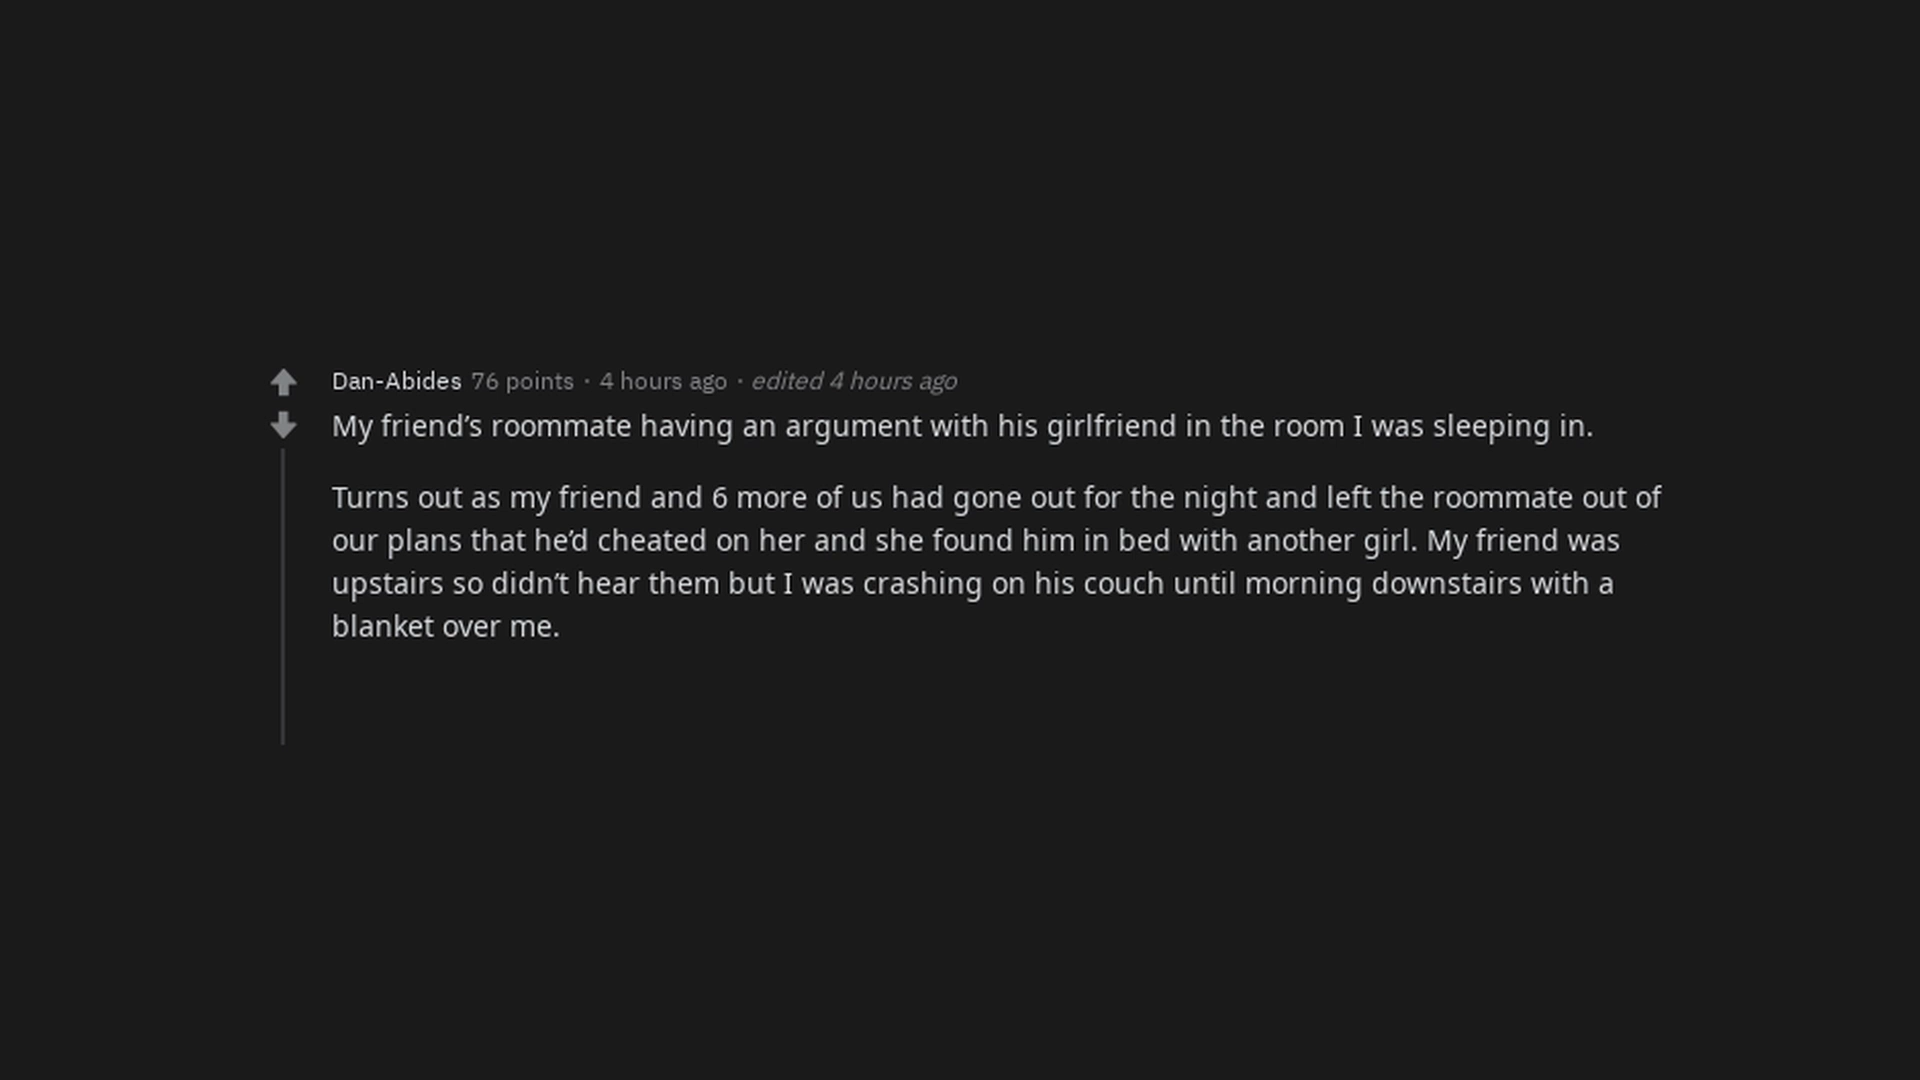 Dan-Abides 76 points · 4 hours ago · edited 4 hours ago
My friend’s roommate having an argument with his girlfriend in the room I was sleeping in.
Turns out as my friend and 6 more of us had gone out for the night and left the roommate out of
our plans that he’d cheated on her and she found him in bed with another girl. My friend was
upstairs so didn’t hear them but I was crashing on his couch until morning downstairs with a
blanket over me.